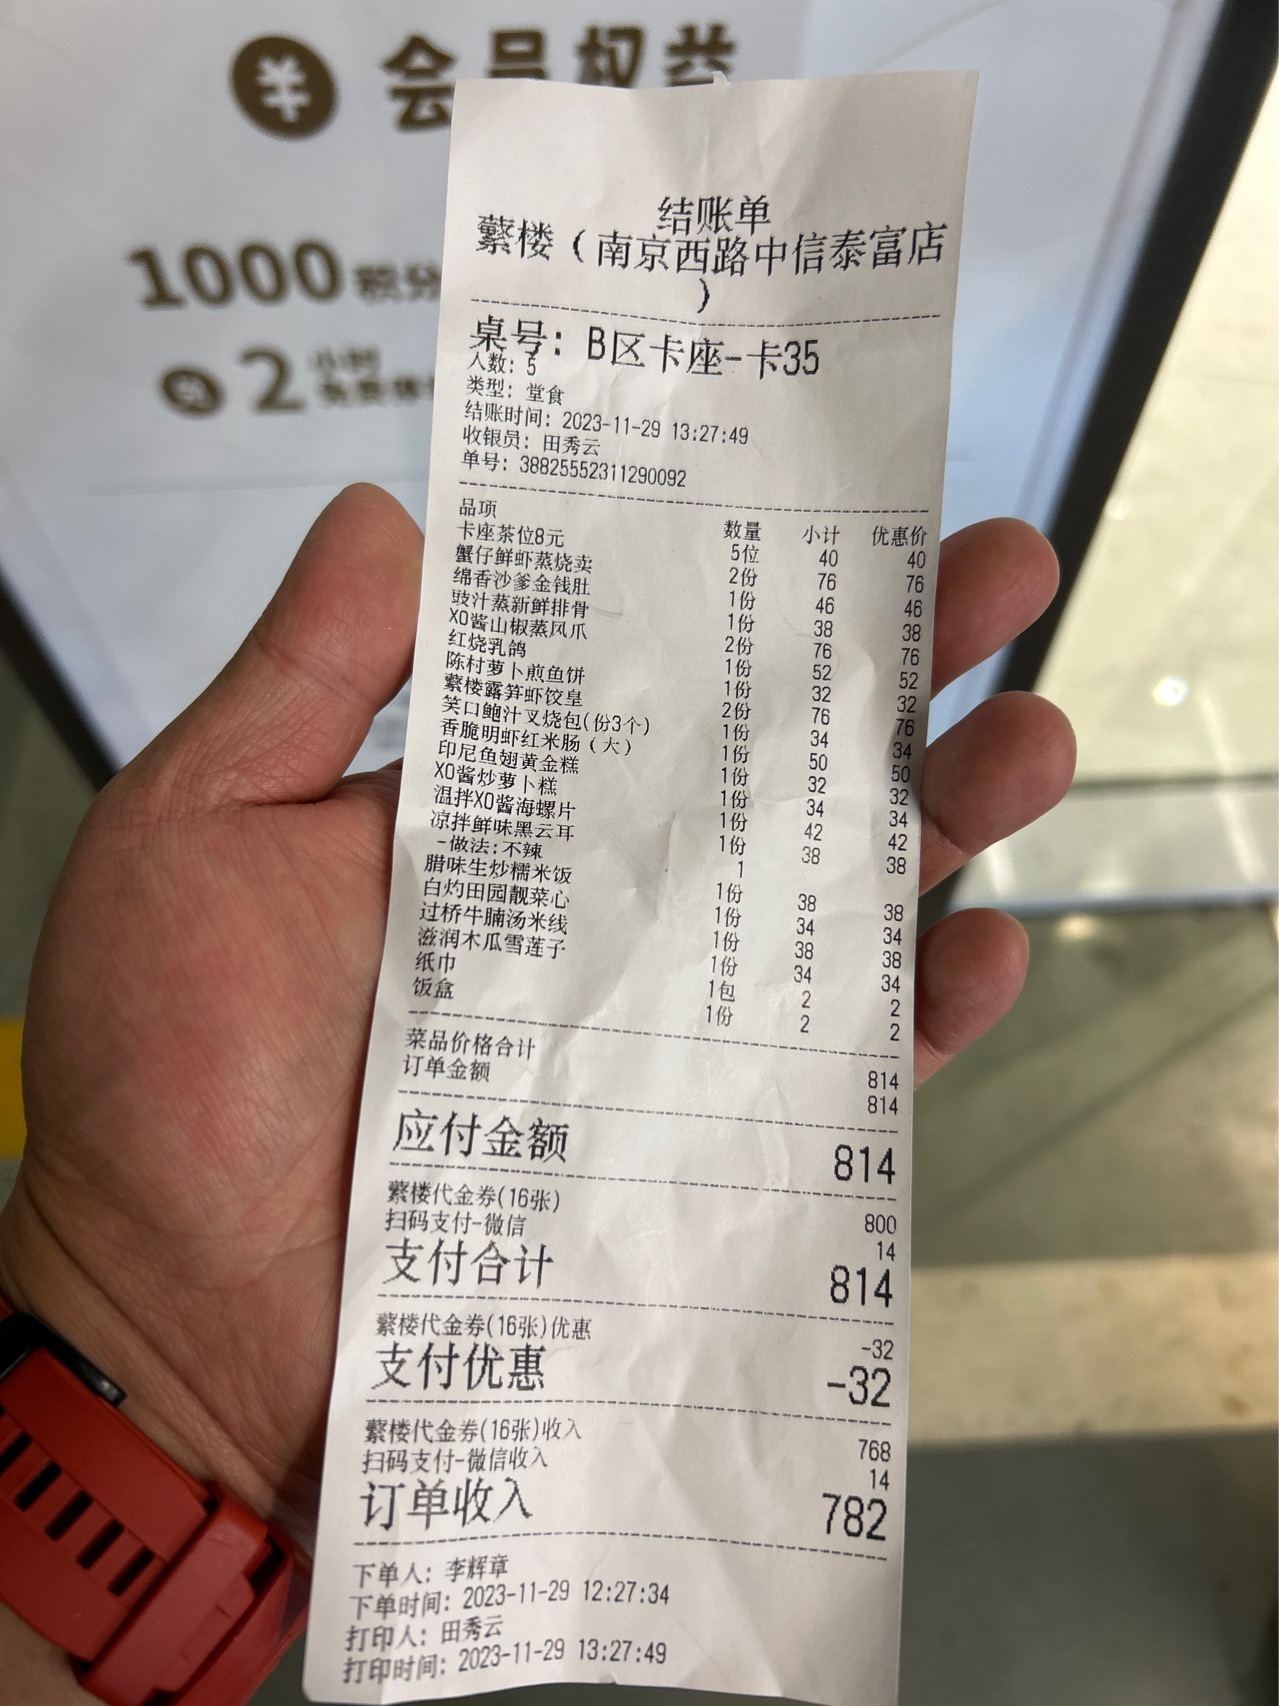 会员权益
1000积分
2小时
结账单
蘩楼（南京西路中信泰富店
）
桌号：B区卡座-卡35
人数：5
类型：堂食
结账时间：2023-11-29 13:27:49
收银员：田秀云
单号：38825552311290092
品项 数量 小计 优惠价
卡座茶位8元 5位 40 40
蟹仔鲜虾蒸烧卖 2份 76 76
绵香沙爹金钱肚 1份 46 46
豉汁蒸新鲜排骨 1份 38 38
XO酱山椒蒸凤爪 2份 76 76
红烧乳鸽 1份 52 52
陈村萝卜煎鱼饼 1份 32 32
蘩楼露笋虾饺皇 2份 76 76
笑口鲍汁叉烧包(份3个) 1份 34 34
香脆明虾红米肠（大） 1份 50 50
印尼鱼翅黄金糕 1份 32 32
XO酱炒萝卜糕 1份 34 34
温拌XO酱海螺片 1份 42 42
凉拌鲜味黑云耳 1份 38 38
-做法:不辣 1
腊味生炒糯米饭 1份 38 38
白灼田园靓菜心 1份 34 34
过桥牛腩汤米线 1份 38 38
滋润木瓜雪莲子 1份 34 34
纸巾 1包 2 2
饭盒 1份 2 2
菜品价格合计 814
订单金额 814
应付金额 814
蘩楼代金券(16张) 800
扫码支付-微信 14
支付合计 814
蘩楼代金券(16张)优惠 -32
支付优惠 -32
蘩楼代金券(16张)收入 768
扫码支付-微信收入 14
订单收入 782
下单人：李辉章
下单时间：2023-11-29 12:27:34
打印人：田秀云
打印时间：2023-11-29 13:27:49